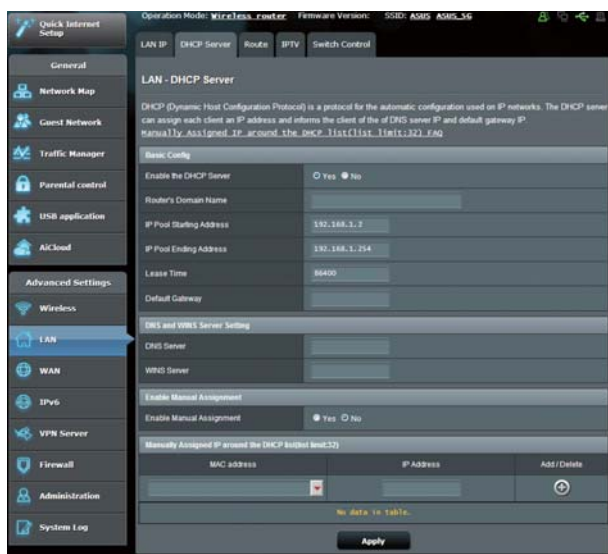 Operation Mode: Wireless router Firmware Version: SSID: ASUS ASUS_5G
Quick Internet
Setup
General
Network Map
Guest Network
Traffic Manager
Parental control
USB application
AiCloud
Advanced Settings
Wireless
LAN
WAN
IPv6
VPN Server
Firewall
Administration
System Log
LAN IP DHCP Server Route IPTV Switch Control
LAN - DHCP Server
DHCP (Dynamic Host Configuration Protocol) is a protocol for the automatic configuration used on IP networks. The DHCP server
can assign each client an IP address and informs the client of the of DNS server IP and default gateway IP.
Manually Assigned IP around the DHCP list(list limit:32) FAQ
Basic Config
Enable the DHCP Server Yes No
Router's Domain Name
IP Pool Starting Address 192.168.1.2
IP Pool Ending Address 192.168.1.254
Lease Time 86400
Default Gateway
DNS and WINS Server Setting
DNS Server
WINS Server
Enable Manual Assignment
Enable Manual Assignment Yes No
Manually Assigned IP around the DHCP list(list limit:32)
MAC address IP Address Add / Delete
No data in table.
Apply